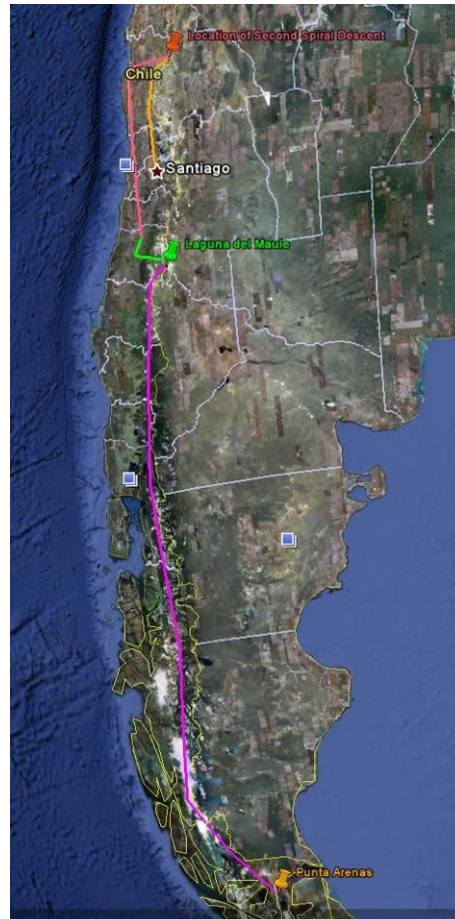 Location of Second Spiral Descent
Chile
Santiago
Laguna del Maule
Punta Arenas